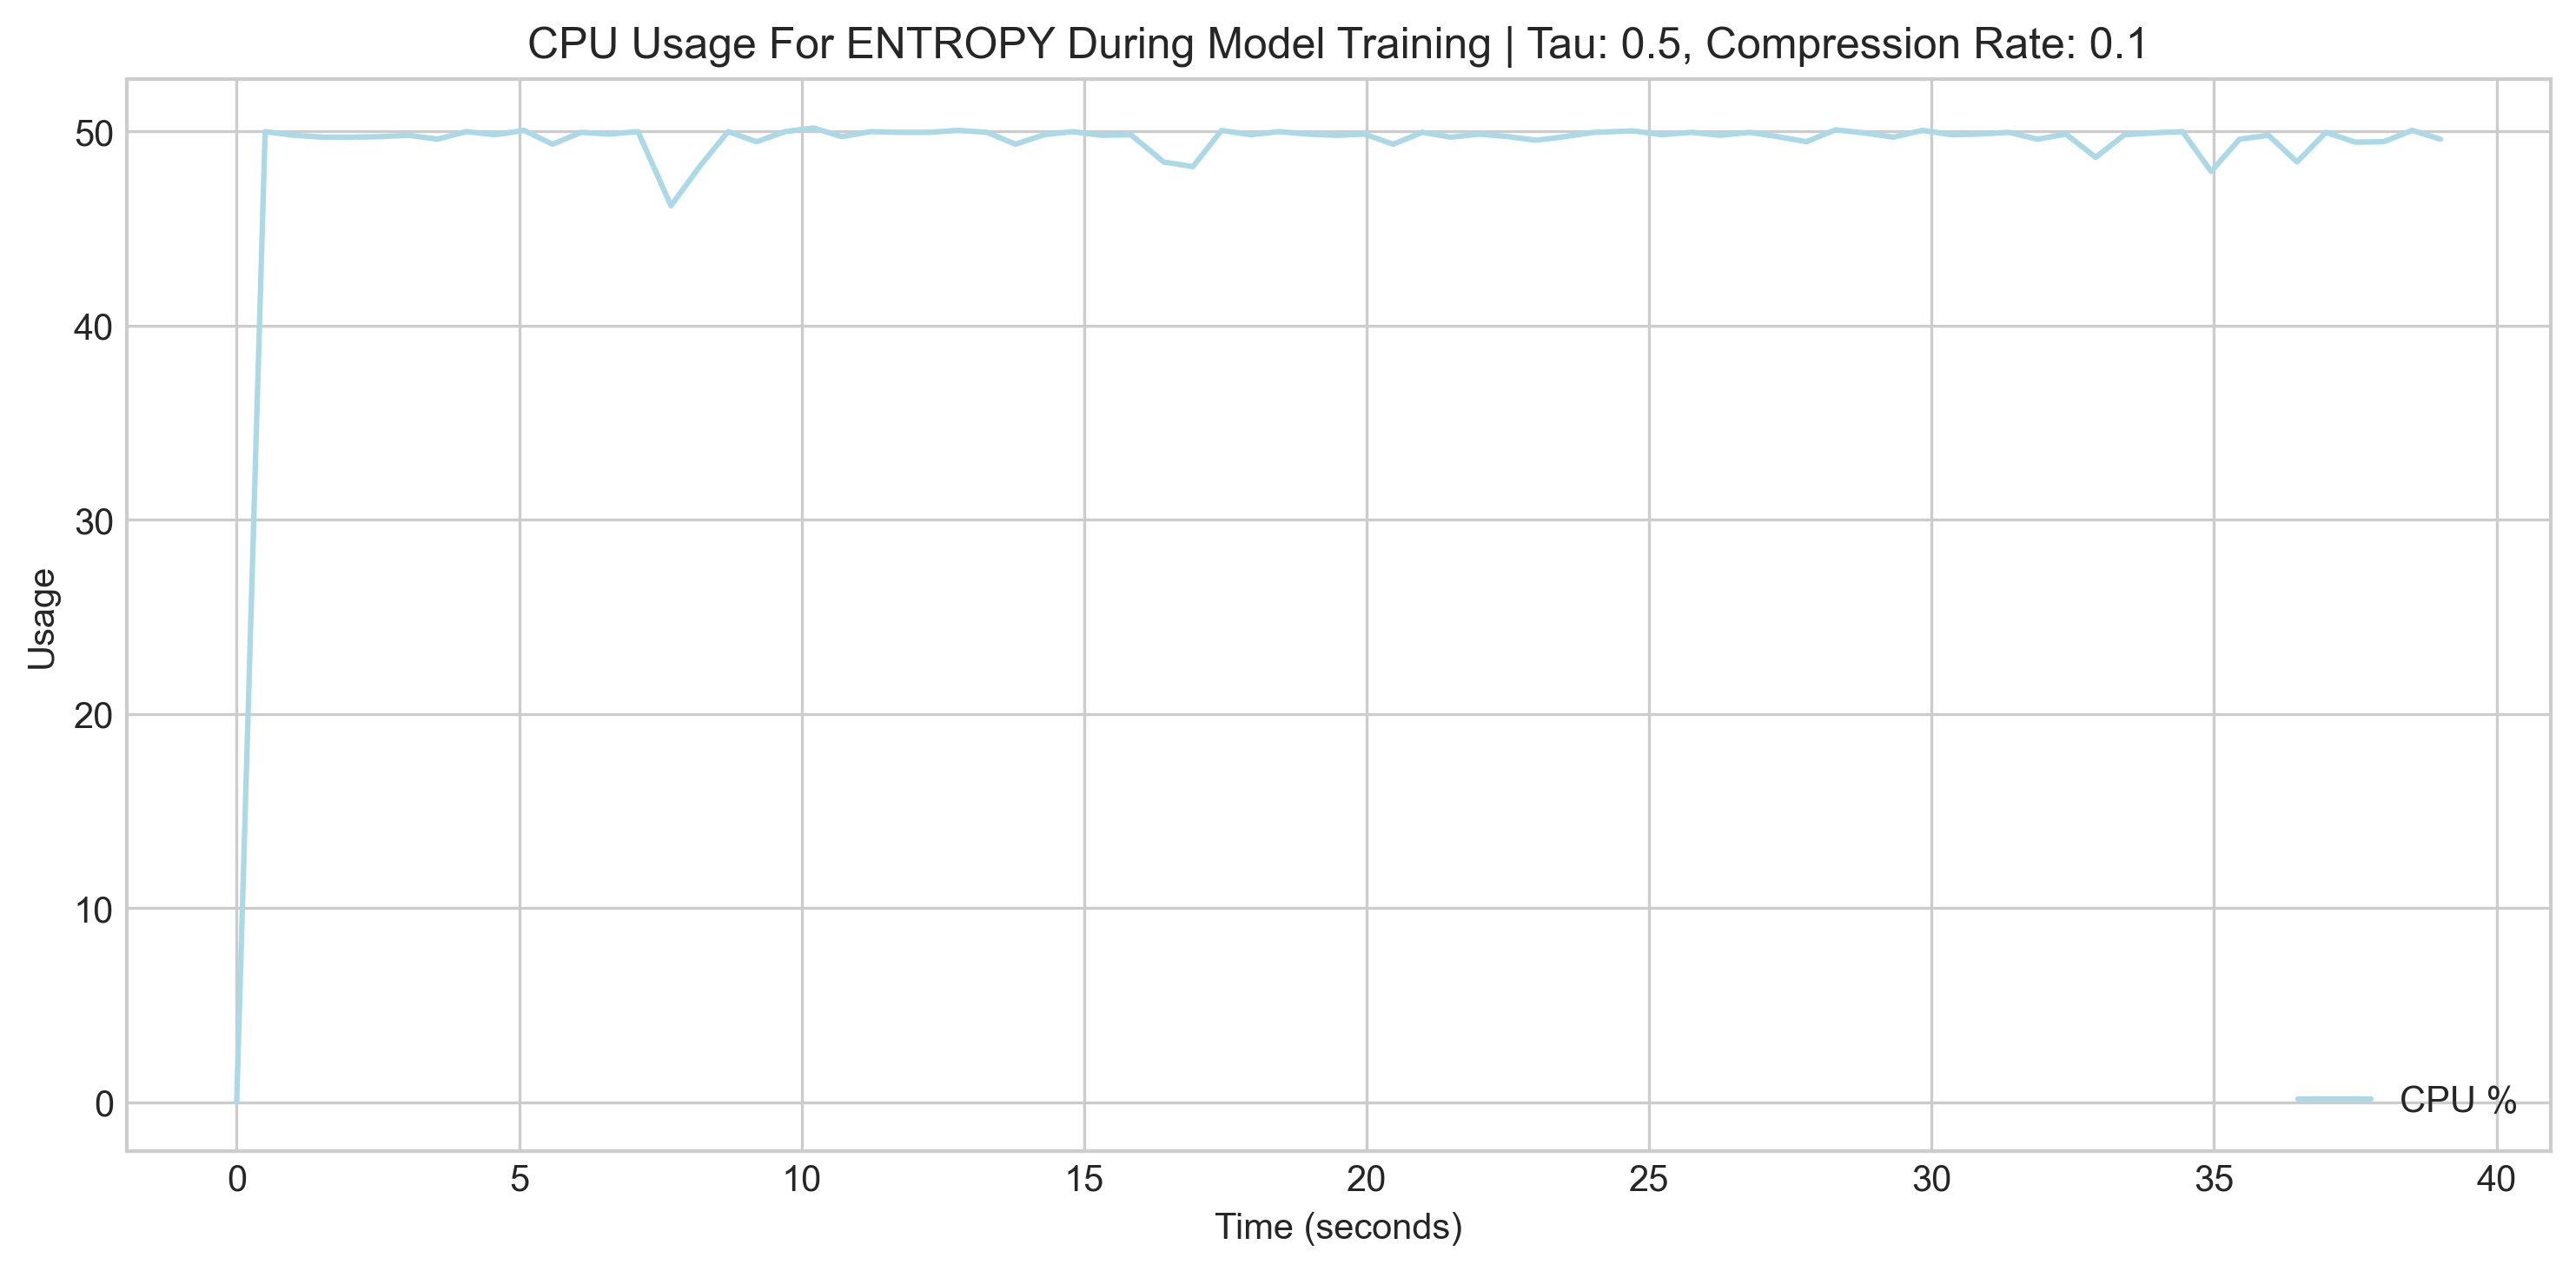 CPU Usage For ENTROPY During Model Training | Tau: 0.5, Compression Rate: 0.1
50
40
30
20
10
0
Usage
CPU %
0 5 10 15 20 25 30 35 40
Time (seconds)